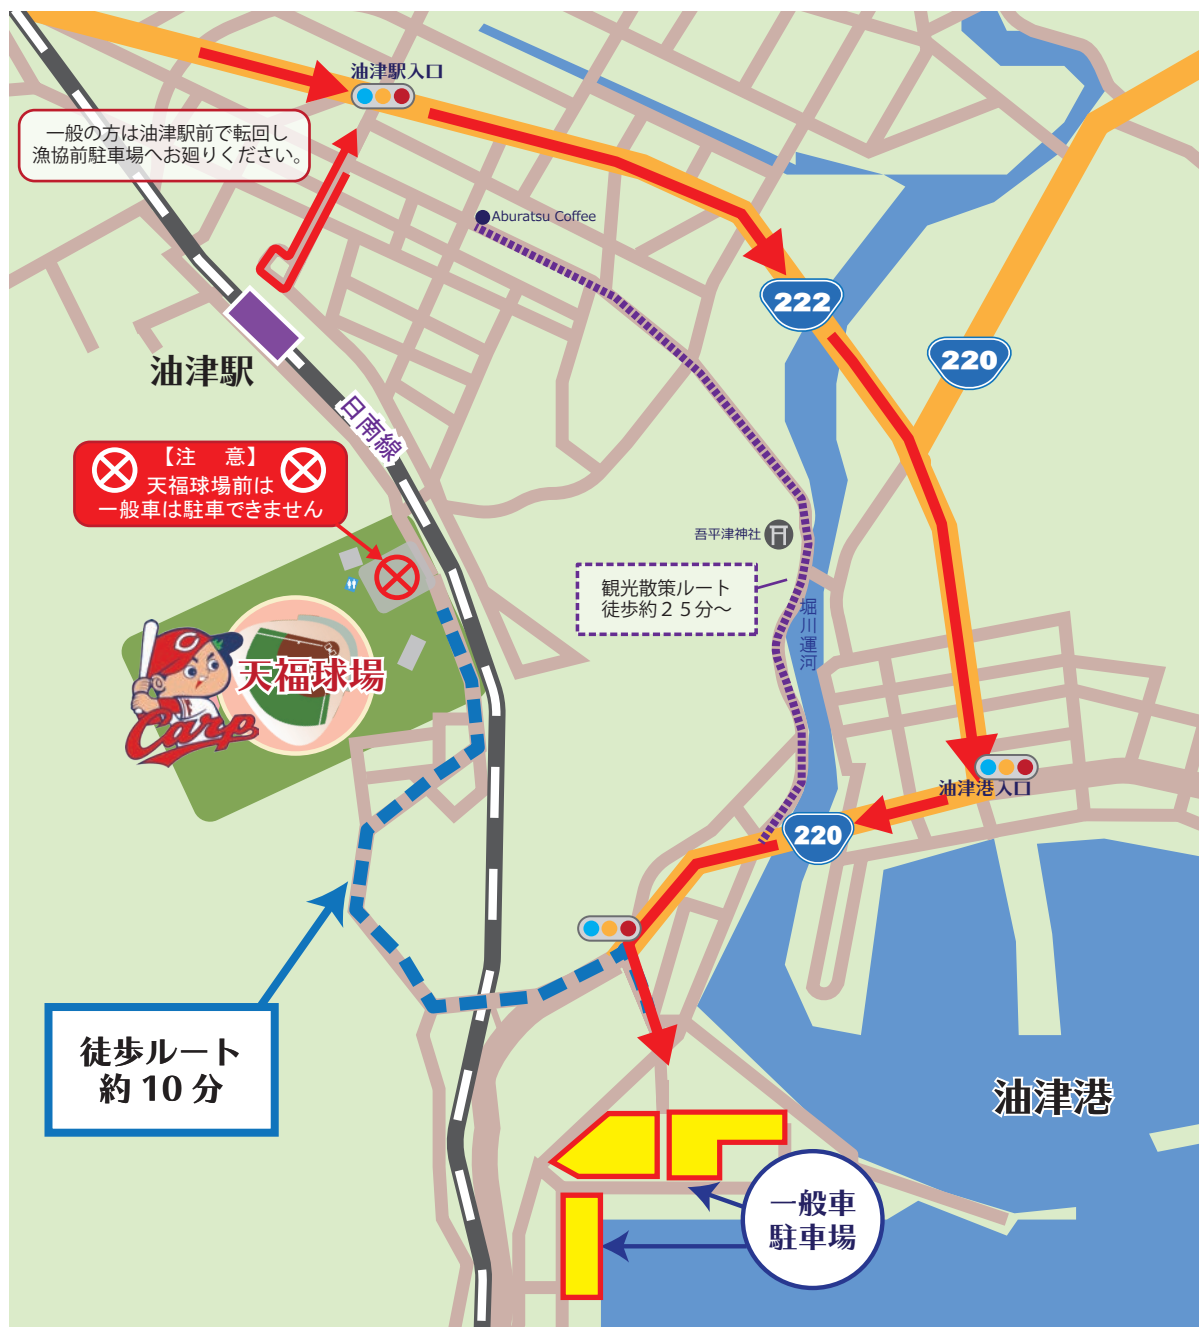 油津駅入口
一般の方は油津駅前で転回し
漁協前駐車場へお廻りください。
Aburatsu Coffee
222
220
油津駅
日南線
【注　意】
天福球場前は
一般車は駐車できません
吾平津神社
観光散策ルート
徒歩約２５分～
堀川運河
C
天福球場
Carp
油津港入口
220
徒歩ルート
約 10 分
油津港
一般車
駐車場